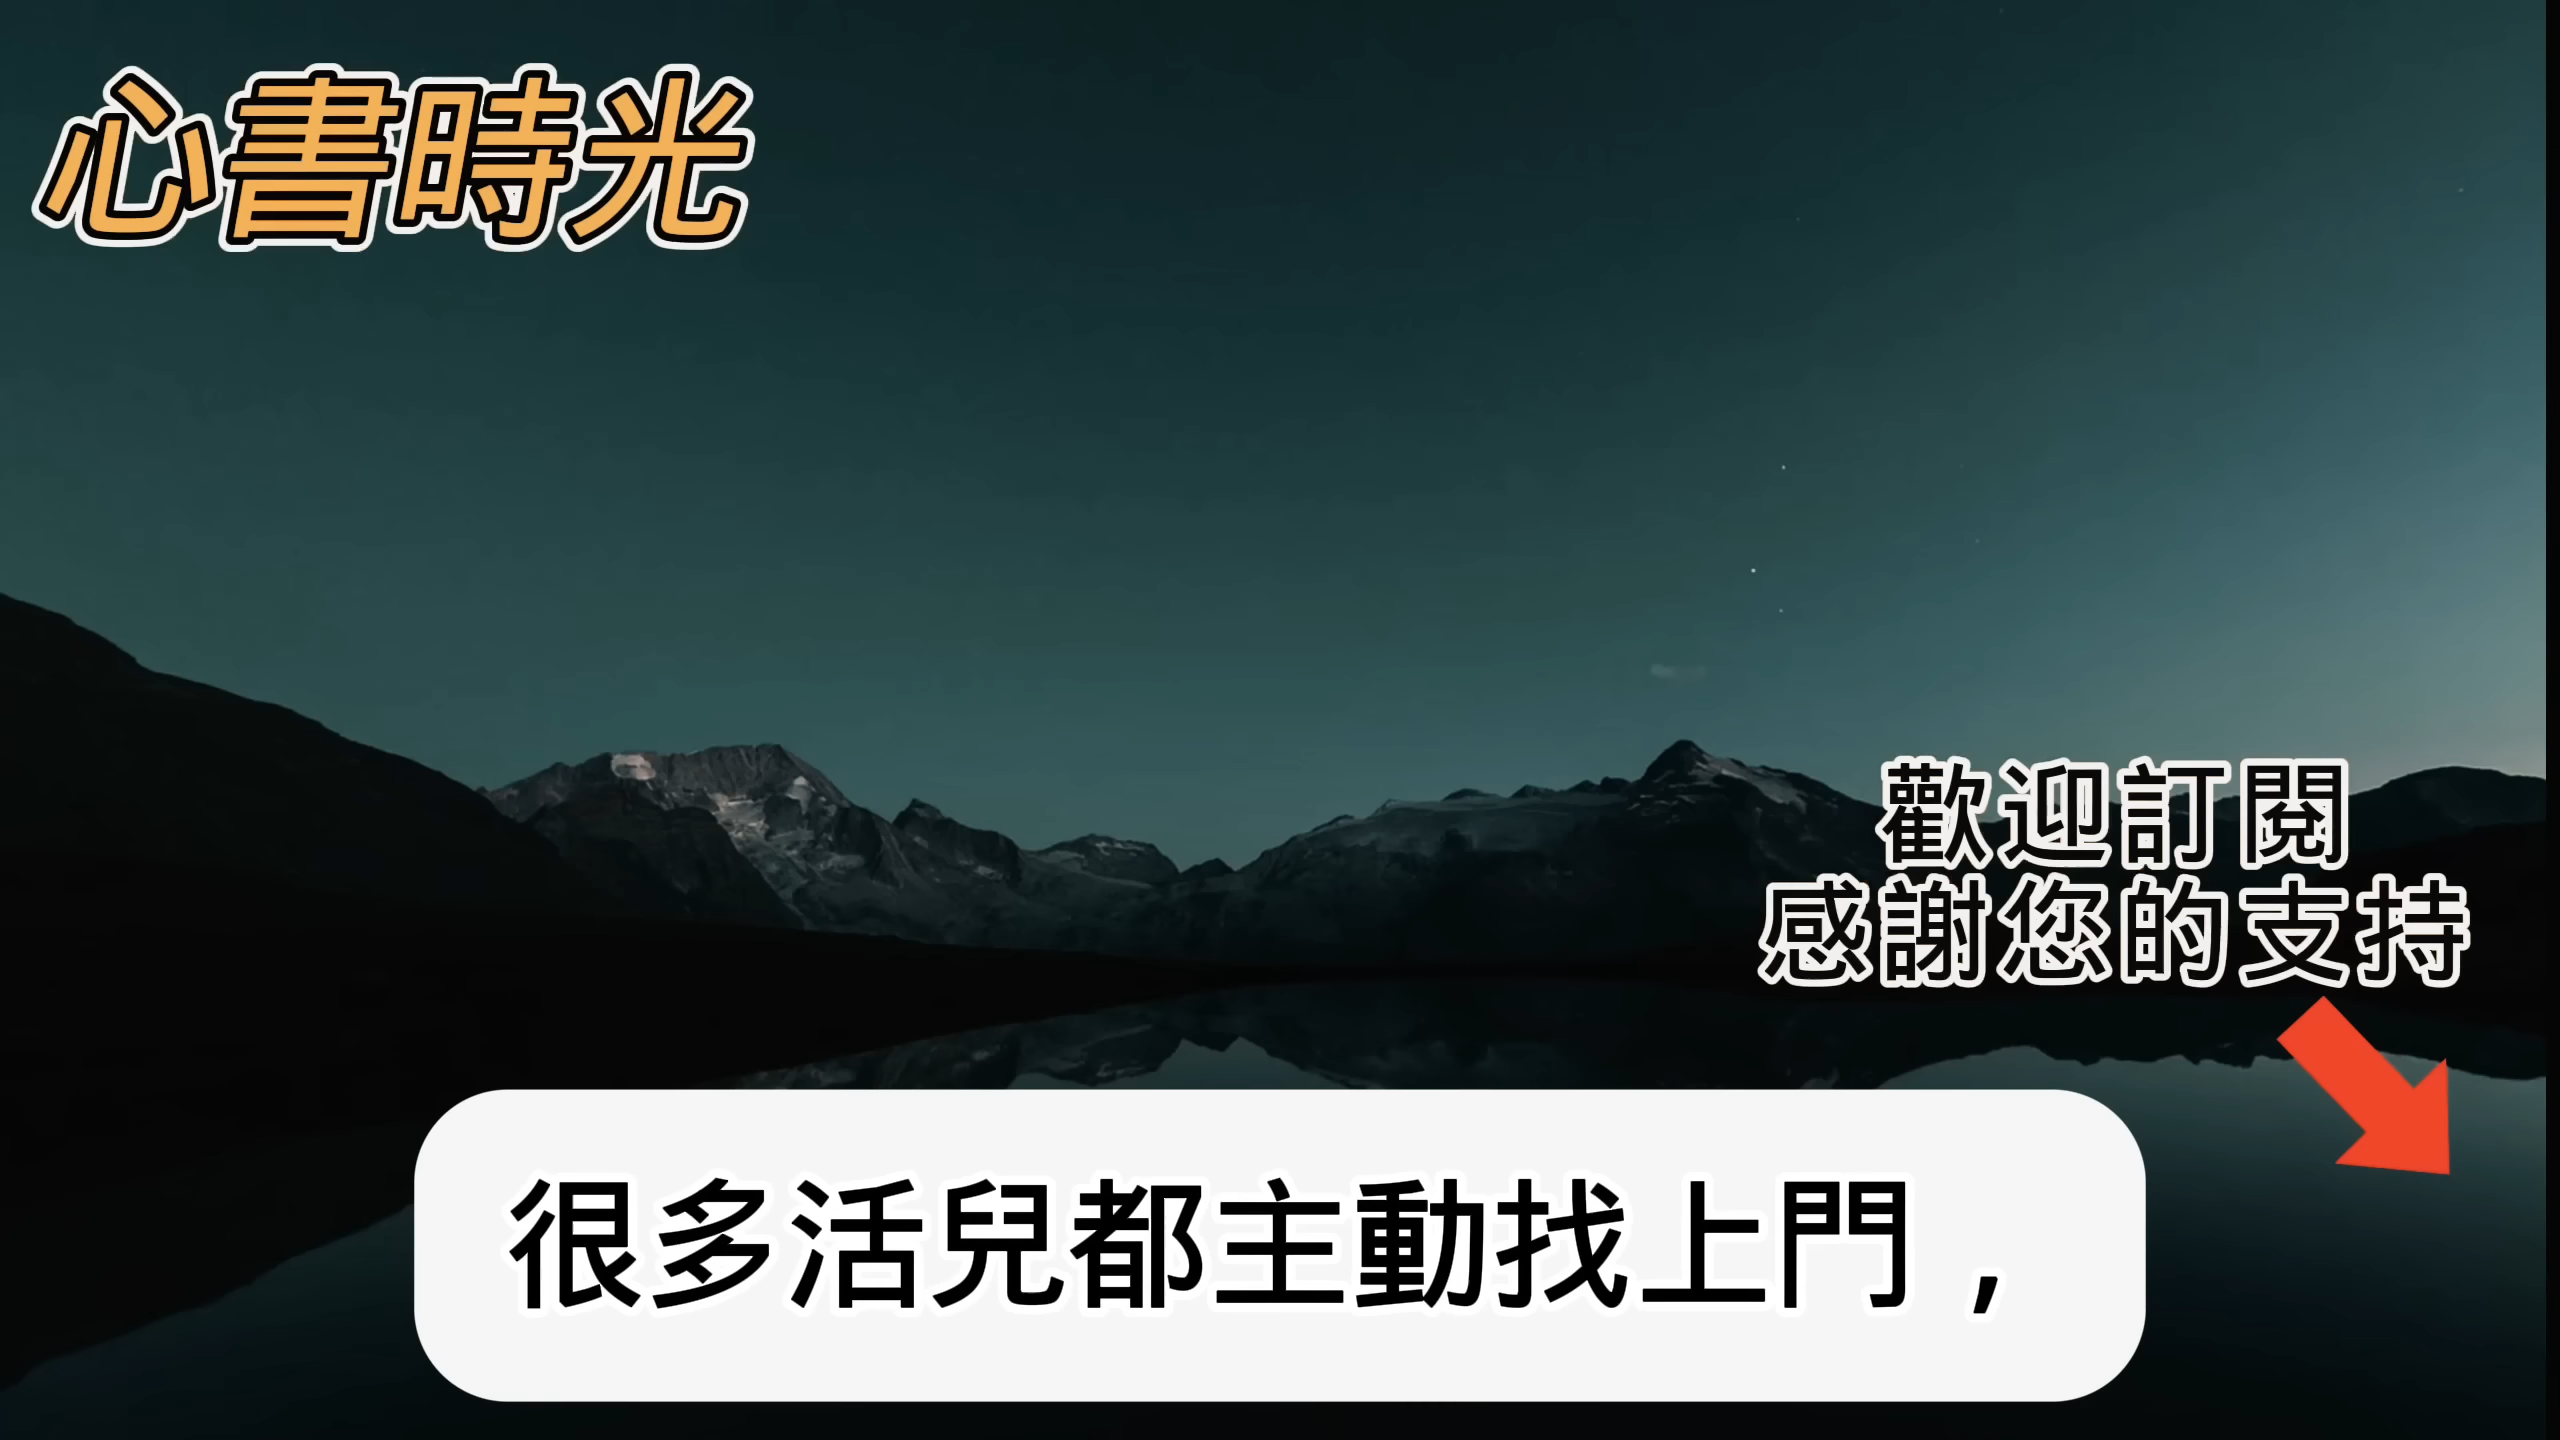 心書時光
歡迎訂閱
感謝您的支持
很多活兒都主動找上門，